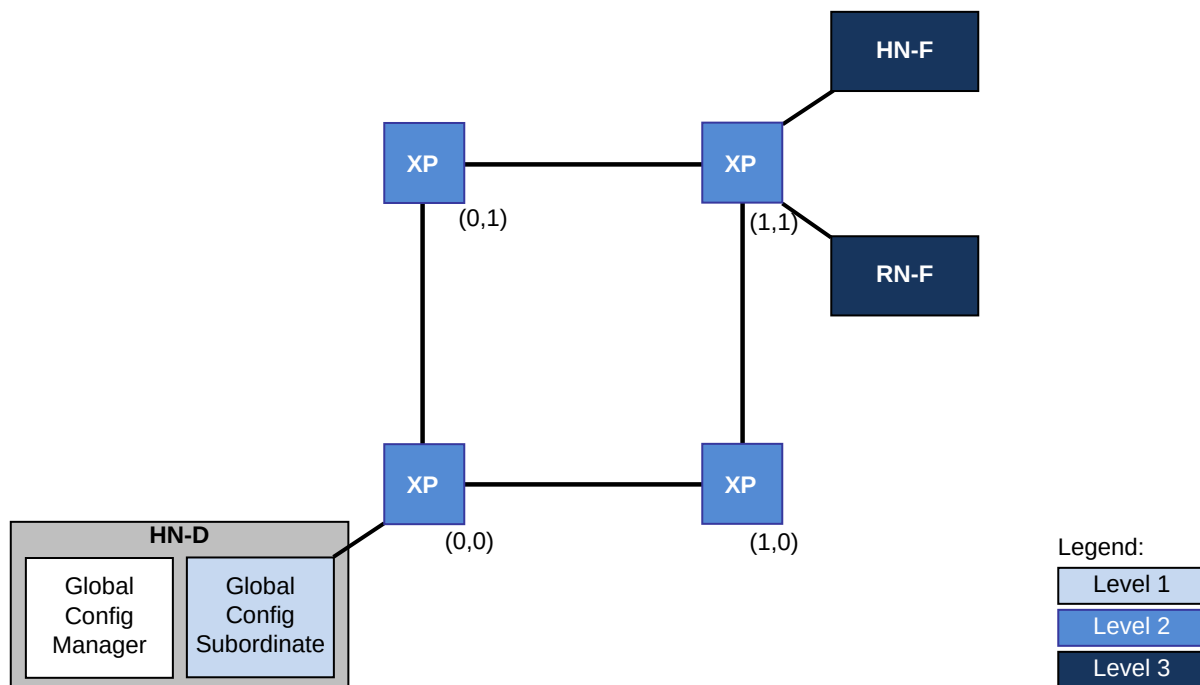 HN-F
XP
XP
(0,1)
(1,1)
RN-F
XP
XP
(0,0)
(1,0)
HN-D
Global
Config
Manager
Global
Config
Subordinate
Legend:
Level 1
Level 2
Level 3